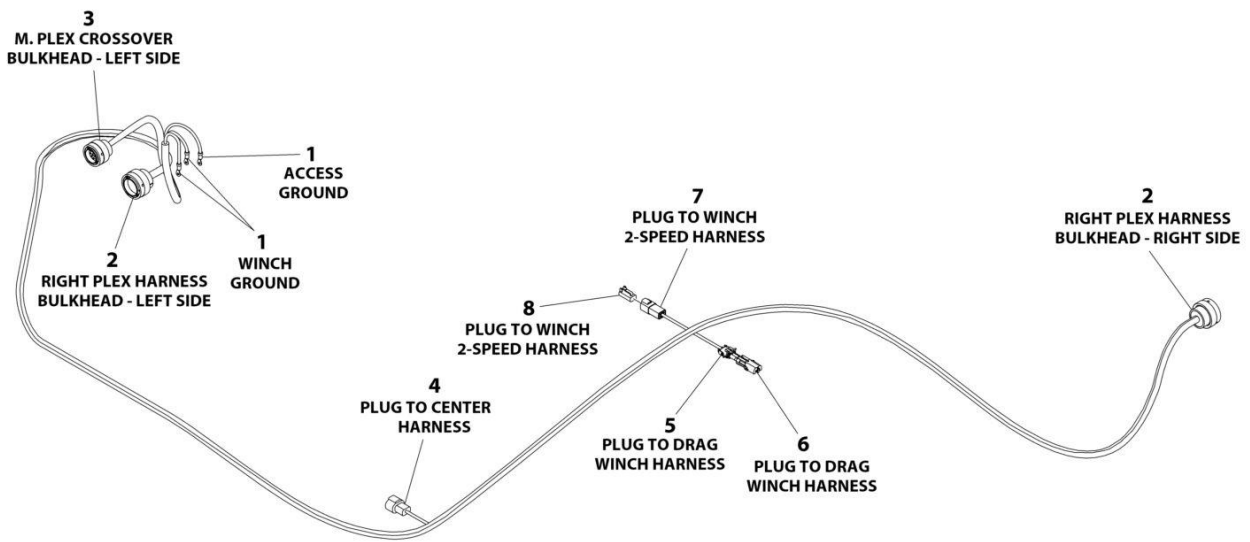 3
M. PLEX CROSSOVER
BULKHEAD - LEFT SIDE
1
ACCESS
GROUND
1
WINCH
GROUND
2
RIGHT PLEX HARNESS
BULKHEAD - LEFT SIDE
7
PLUG TO WINCH
2-SPEED HARNESS
2
RIGHT PLEX HARNESS
BULKHEAD - RIGHT SIDE
8
PLUG TO WINCH
2-SPEED HARNESS
4
PLUG TO CENTER
HARNESS
5
PLUG TO DRAG
WINCH HARNESS
6
PLUG TO DRAG
WINCH HARNESS